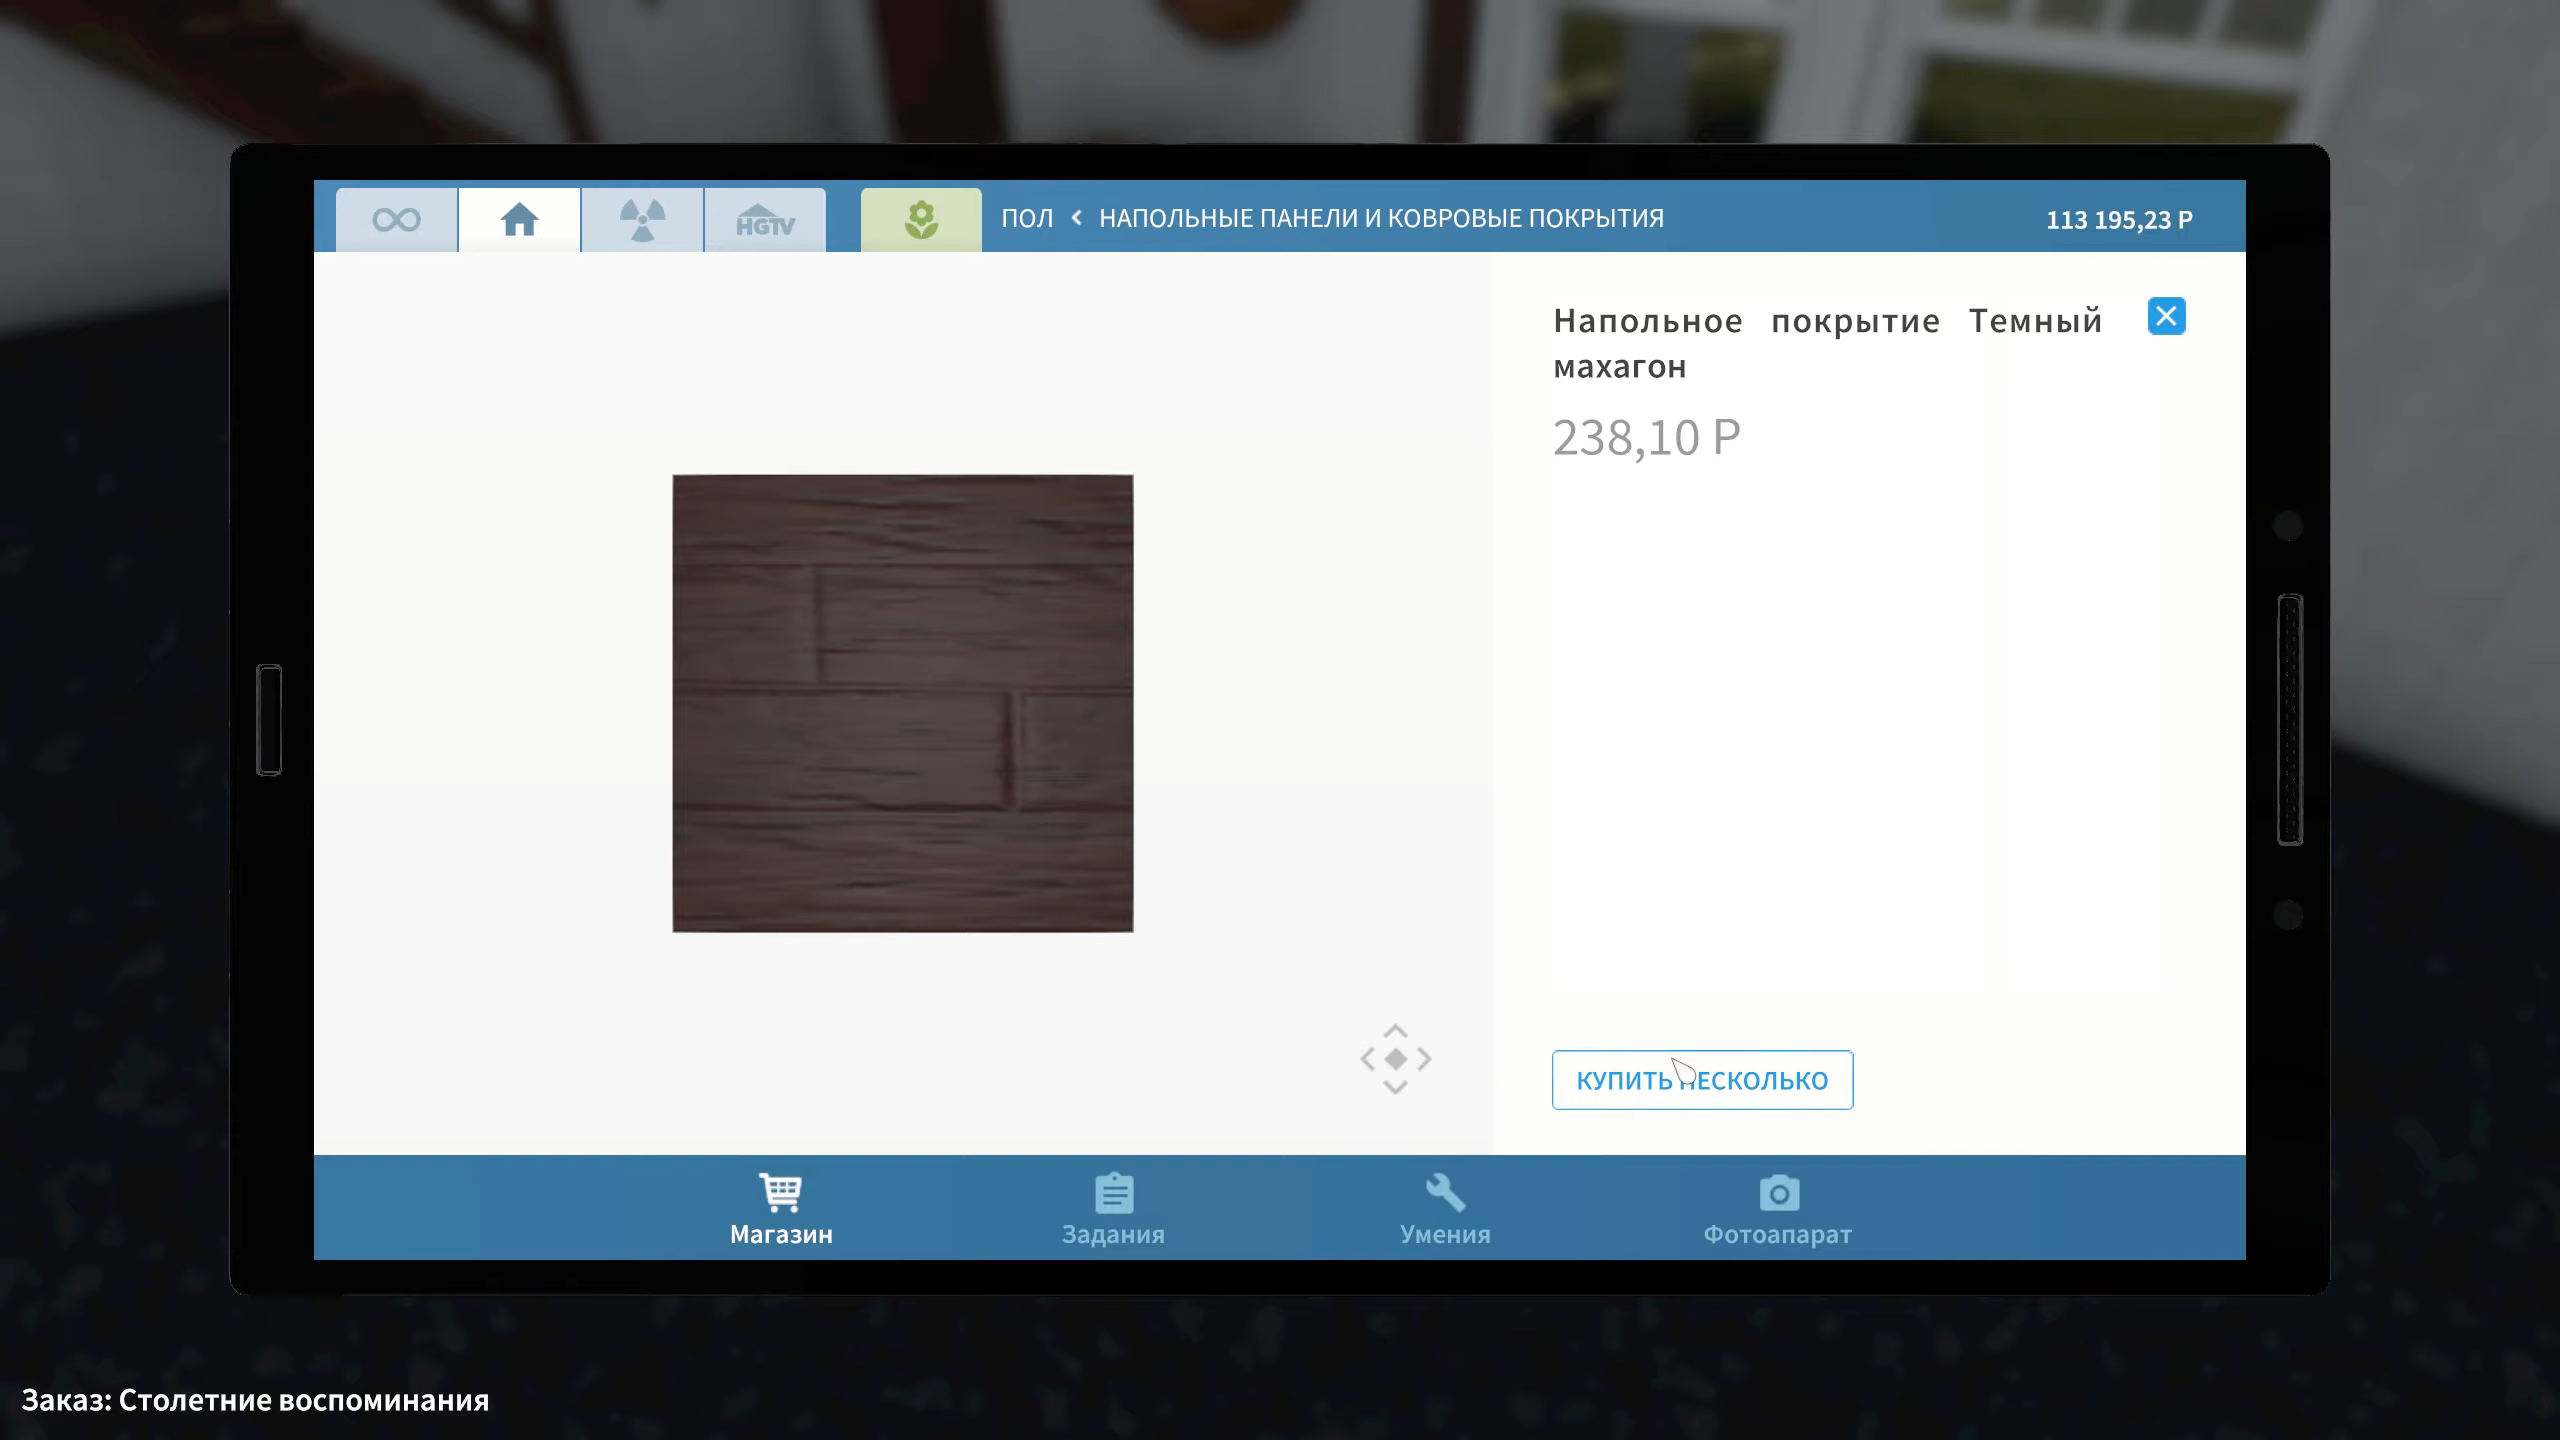 HGTV
ПОЛ < НАПОЛЬНЫЕ ПАНЕЛИ И КОВРОВЫЕ ПОКРЫТИЯ
113 195,23 Р
Напольное покрытие Темный
махагон
238,10 Р
КУПИТЬ НЕСКОЛЬКО
Магазин
Задания
Умения
Фотоапарат
Заказ: Столетние воспоминания